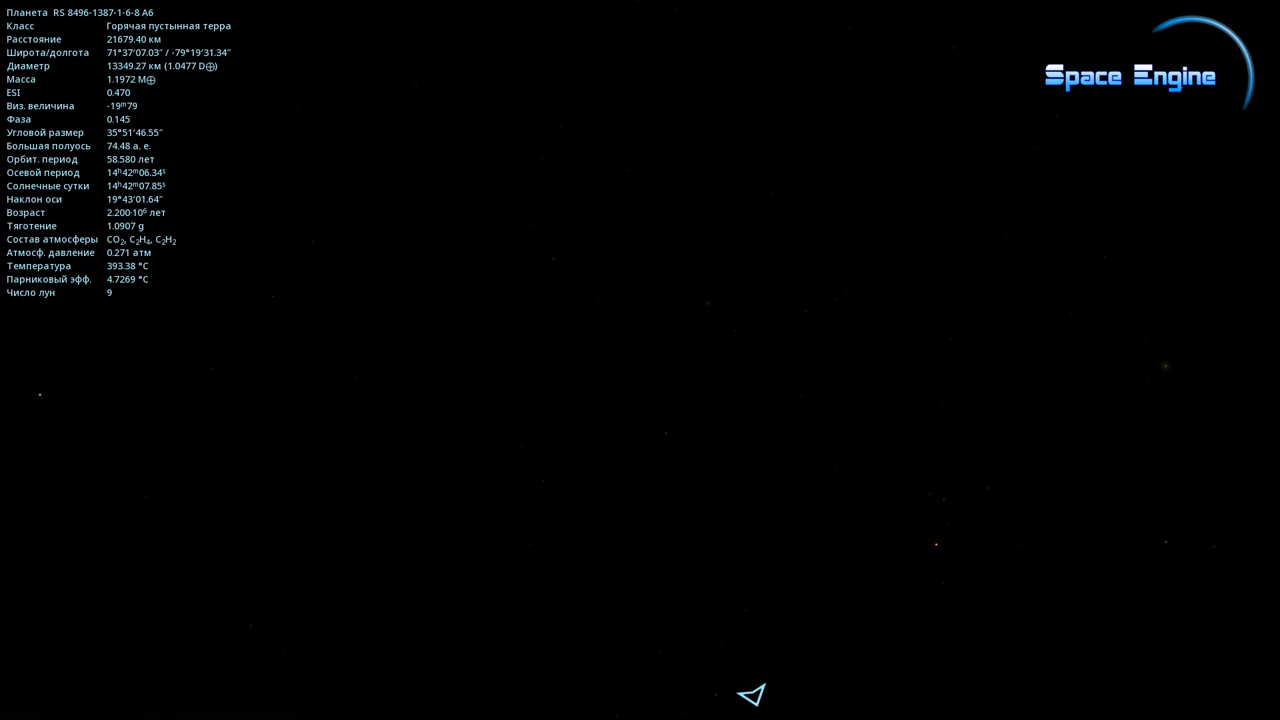 Планета RS 8496-1387-1-6-8 A6
Класс Горячая пустынная терра
Расстояние 21679.40 км
Широта/долгота 71°37′07.03″ / -79°19′31.34″
Диаметр 13349.27 км (1.0477 D⊕)
Масса 1.1972 M⊕
ESI 0.470
Виз. величина -19ᵐ79
Фаза 0.145
Угловой размер 35°51′46.55″
Большая полуось 74.48 а. е.
Орбит. период 58.580 лет
Осевой период 14ʰ42ᵐ06.34ˢ
Солнечные сутки 14ʰ42ᵐ07.85ˢ
Наклон оси 19°43′01.64″
Возраст 2.200·10⁶ лет
Тяготение 1.0907 g
Состав атмосферы CO₂, C₂H₄, C₂H₂
Атмосф. давление 0.271 атм
Температура 393.38 °C
Парниковый эфф. 4.7269 °C
Число лун 9
Space Engine